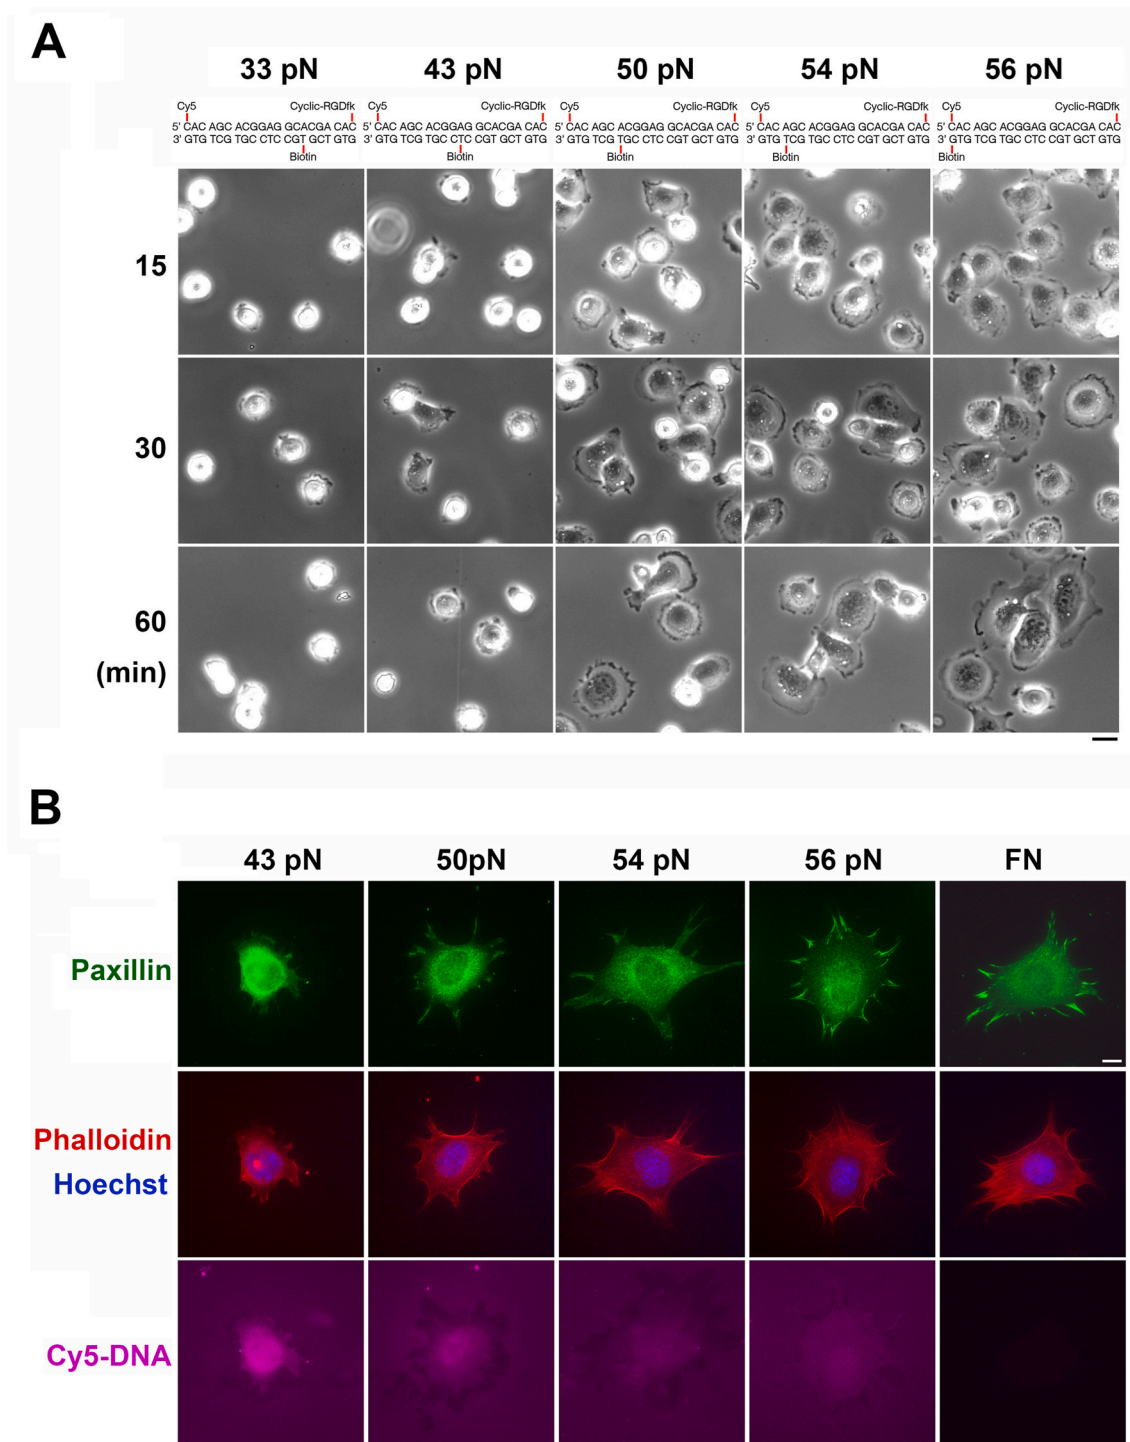 A
33 pN 43 pN 50 pN 54 pN 56 pN
Cy5 Cyclic-RGDfk Cy5 Cyclic-RGDfk Cy5 Cyclic-RGDfk Cy5 Cyclic-RGDfk Cy5 Cyclic-RGDfk
5' CAC AGC ACGGAG GCACGA CAC 5' CAC AGC ACGGAG GCACGA CAC 5' CAC AGC ACGGAG GCACGA CAC 5' CAC AGC ACGGAG GCACGA CAC 5' CAC AGC ACGGAG GCACGA CAC
3' GTG TCG TGC CTC CGT GCT GTG 3' GTG TCG TGC CTC CGT GCT GTG 3' GTG TCG TGC CTC CGT GCT GTG 3' GTG TCG TGC CTC CGT GCT GTG 3' GTG TCG TGC CTC CGT GCT GTG
Biotin Biotin Biotin Biotin Biotin
15
30
60
(min)
B
43 pN 50pN 54 pN 56 pN FN
Paxillin
Phalloidin
Hoechst
Cy5-DNA